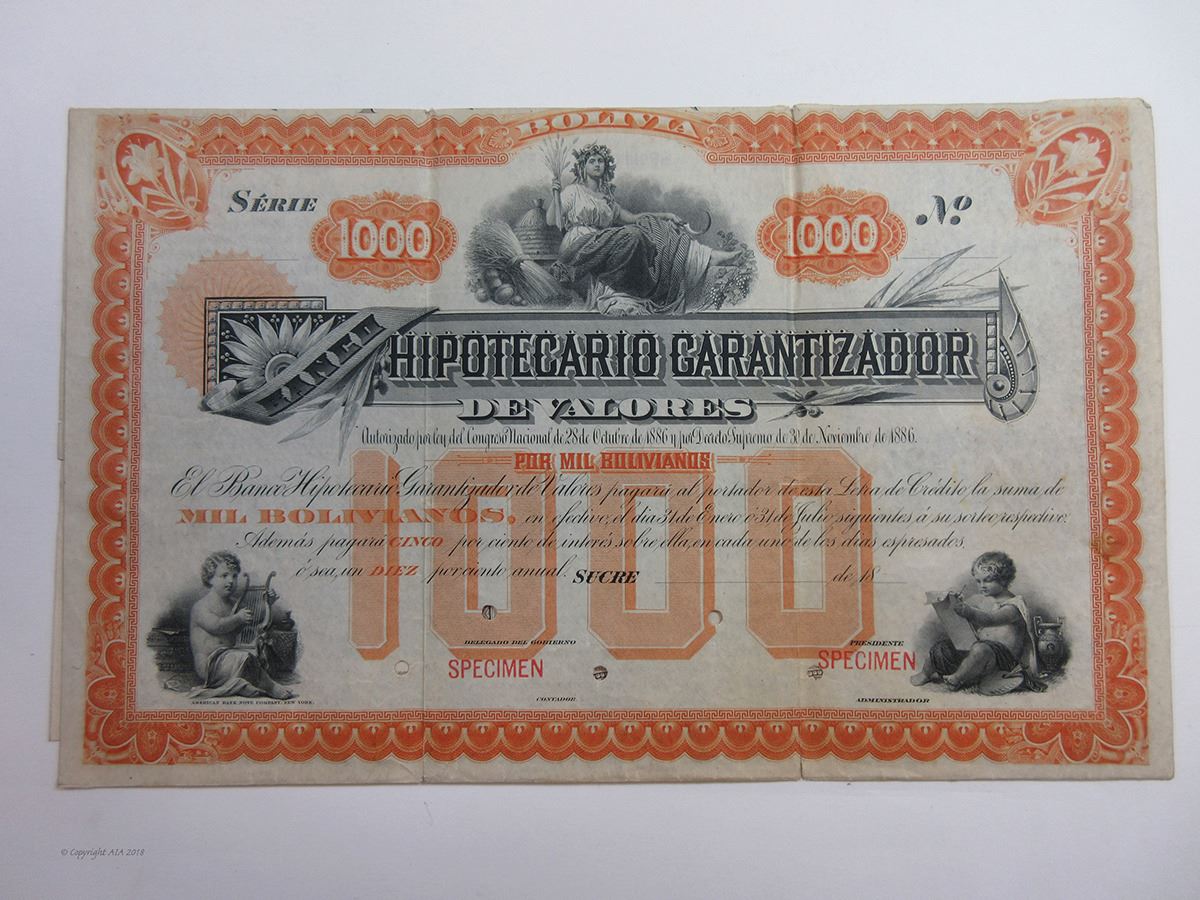 BOLIVIA
SÉRIE
1000
1000
Nº
BANCO
HIPOTECARIO GARANTIZADOR
DE VALORES
Autorizado por ley del Congreso Nacional de 28 de Octubre de 1886 y por Decreto Supremo de 30 de Noviembre de 1886.
POR MIL BOLIVIANOS
1000
El Banco Hipotecario Garantizador de Valores pagará al portador de esta Letra de Crédito la suma de
MIL BOLIVIANOS, en efectivo, el dia 31 de Enero ó 31 de Julio siguientes á su sorteo respectivo.
Además pagará CINCO por ciento de interés sobre ella, en cada uno de los dias espresados,
ó sea, un DIEZ por ciento anual. SUCRE de 18
DELEGADO DEL GOBIERNO
PRESIDENTE
SPECIMEN
SPECIMEN
CONTADOR
ADMINISTRADOR
AMERICAN BANK NOTE COMPANY, NEW YORK.
© Copyright AIA 2018